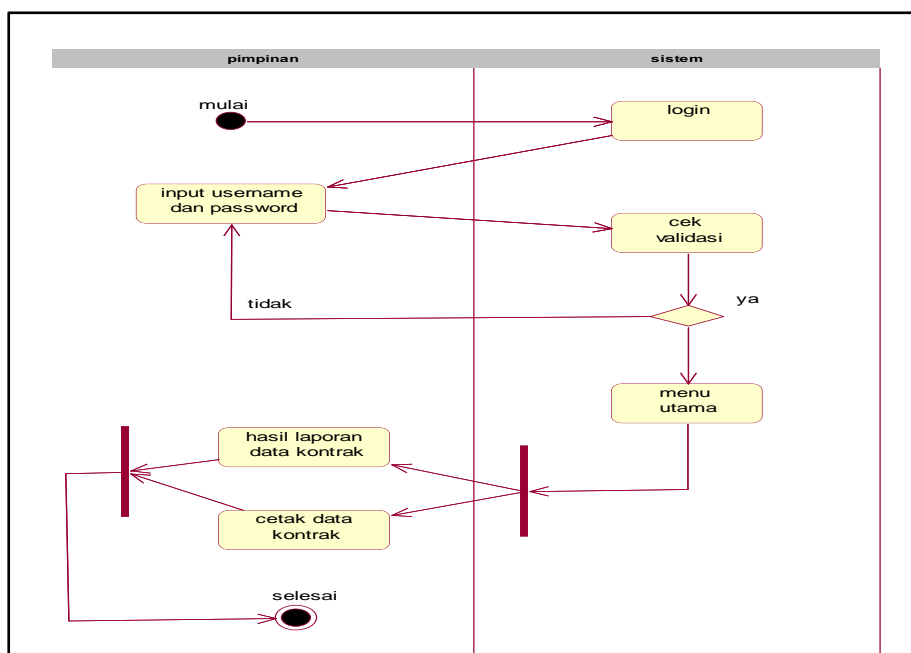 pimpinan
sistem
mulai
login
input username
dan password
cek
validasi
tidak
ya
menu
utama
hasil laporan
data kontrak
cetak data
kontrak
selesai